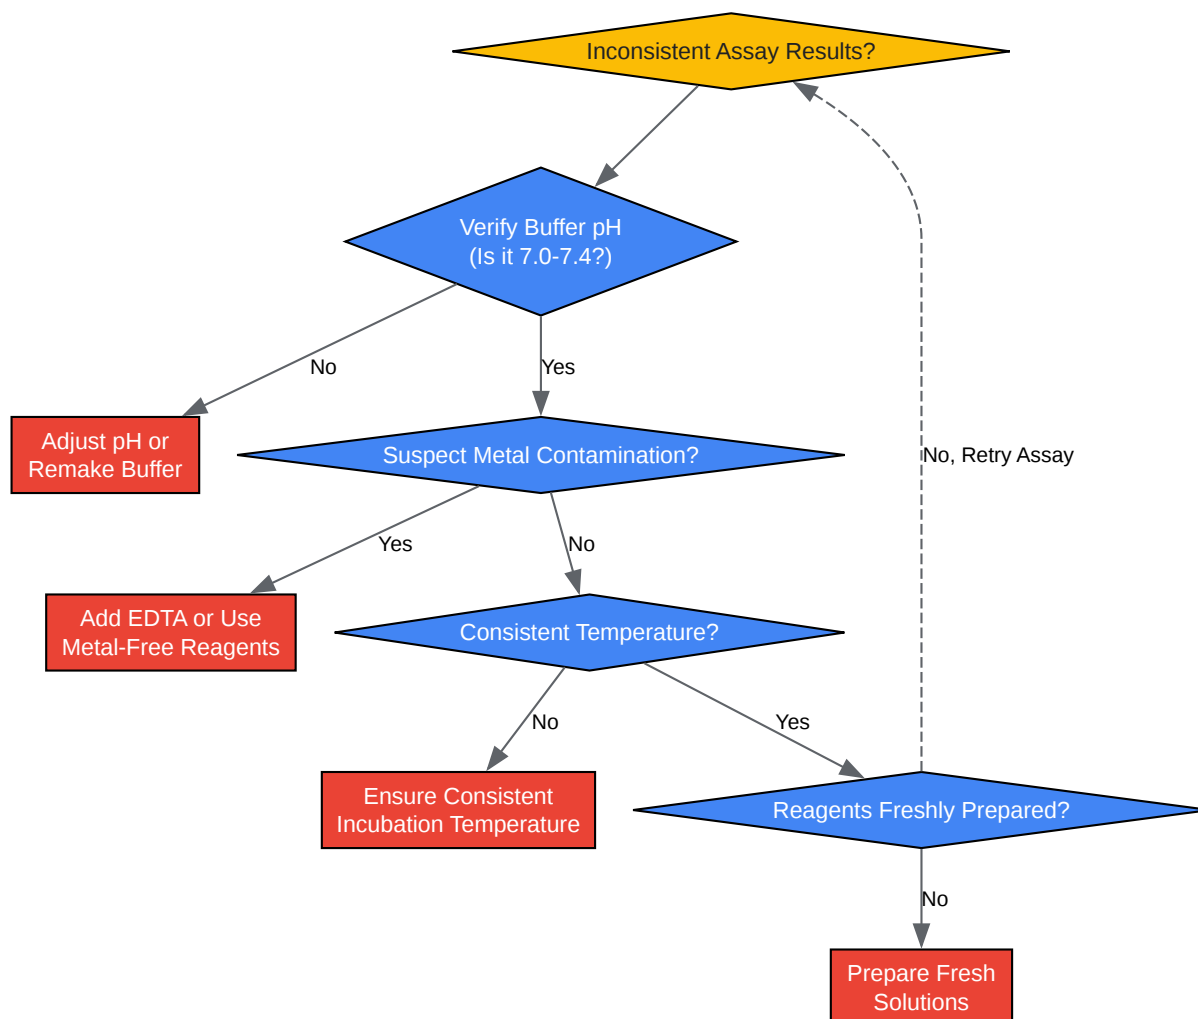 Inconsistent Assay Results?
Verify Buffer pH
(Is it 7.0-7.4?)
No
Yes
Adjust pH or
Remake Buffer
Suspect Metal Contamination?
No, Retry Assay
Yes
No
Add EDTA or Use
Metal-Free Reagents
Consistent Temperature?
No
Yes
Ensure Consistent
Incubation Temperature
Reagents Freshly Prepared?
No
Prepare Fresh
Solutions